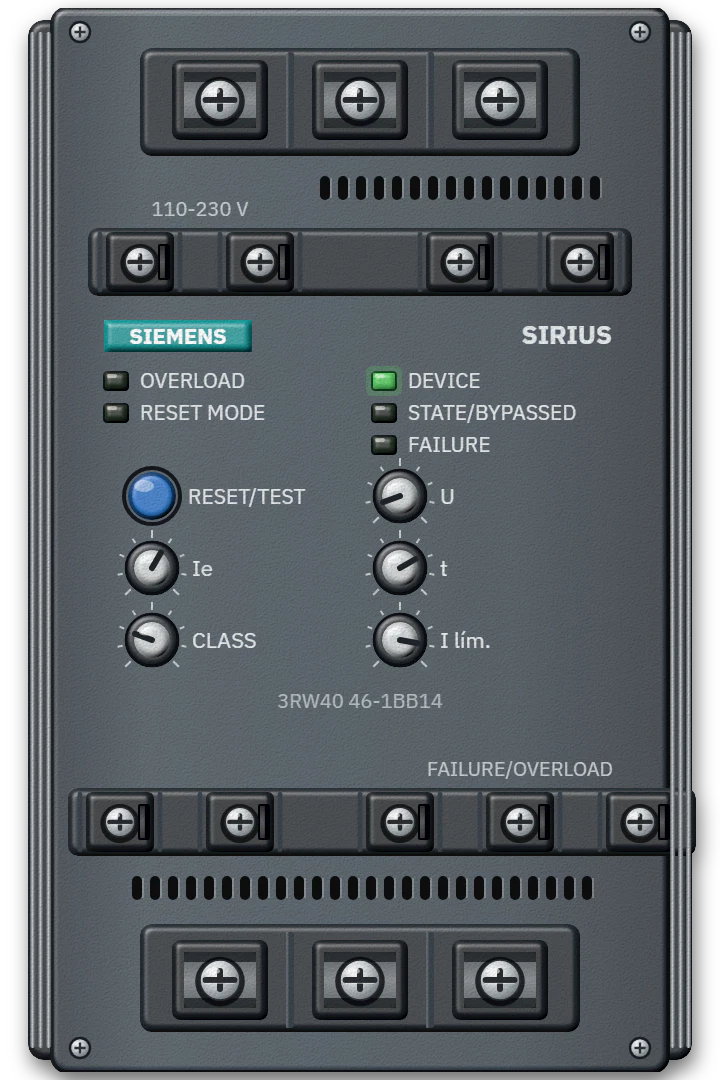 110-230 V
SIEMENS
SIRIUS
OVERLOAD
DEVICE
RESET MODE
STATE/BYPASSED
FAILURE
RESET/TEST
U
Ie
t
CLASS
I lím.
3RW40 46-1BB14
FAILURE/OVERLOAD